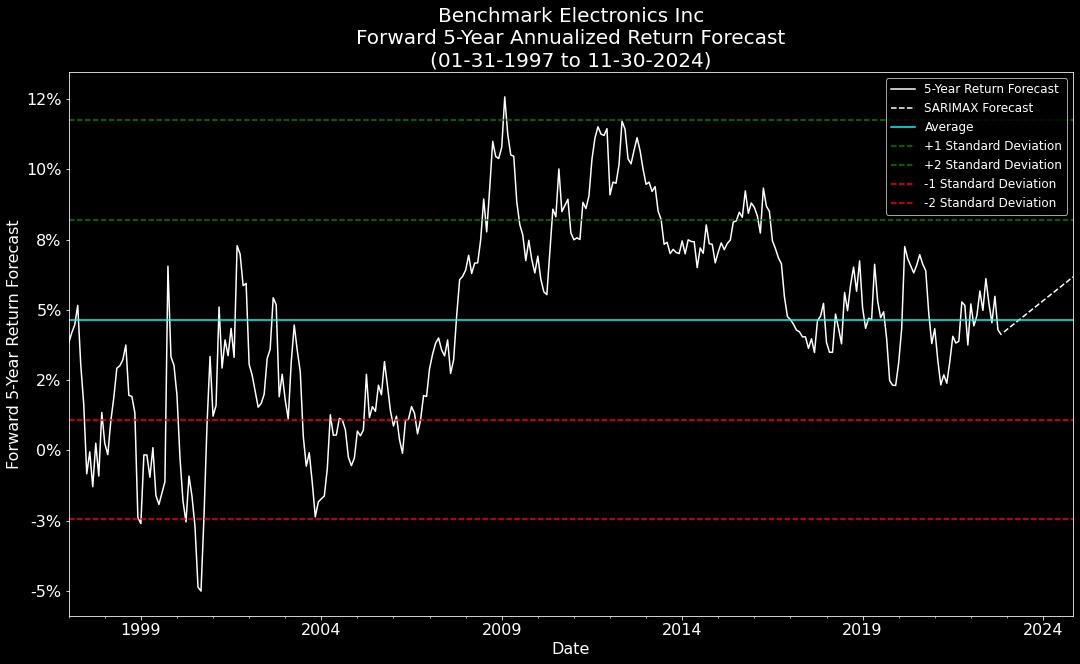 Benchmark Electronics Inc
Forward 5-Year Annualized Return Forecast
(01-31-1997 to 11-30-2024)
5-Year Return Forecast
SARIMAX Forecast
Average
+1 Standard Deviation
+2 Standard Deviation
-1 Standard Deviation
-2 Standard Deviation
Forward 5-Year Return Forecast
12%
10%
8%
5%
2%
0%
-3%
-5%
1999
2004
2009
2014
2019
2024
Date